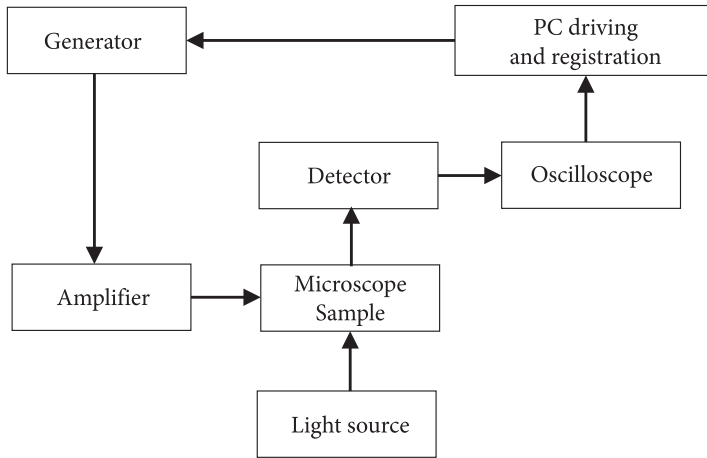 Generator
PC driving
and registration
Detector
Oscilloscope
Amplifier
Microscope
Sample
Light source